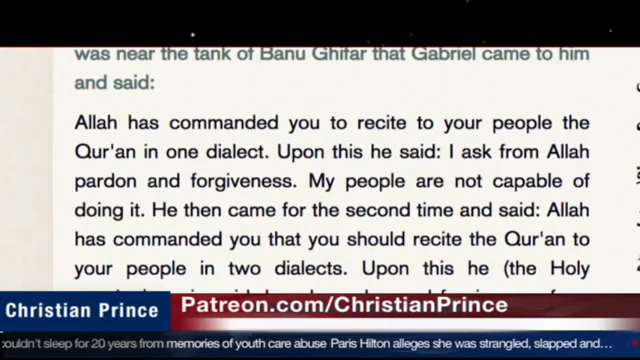 was near the tank of Banu Ghifar that Gabriel came to him
and said:
Allah has commanded you to recite to your people the
Qur'an in one dialect. Upon this he said: I ask from Allah
pardon and forgiveness. My people are not capable of
doing it. He then came for the second time and said: Allah
has commanded you that you should recite the Qur'an to
your people in two dialects. Upon this he (the Holy
Christian Prince
Patreon.com/ChristianPrince
couldn't sleep for 20 years from memories of youth care abuse Paris Hilton alleges she was strangled, slapped and…